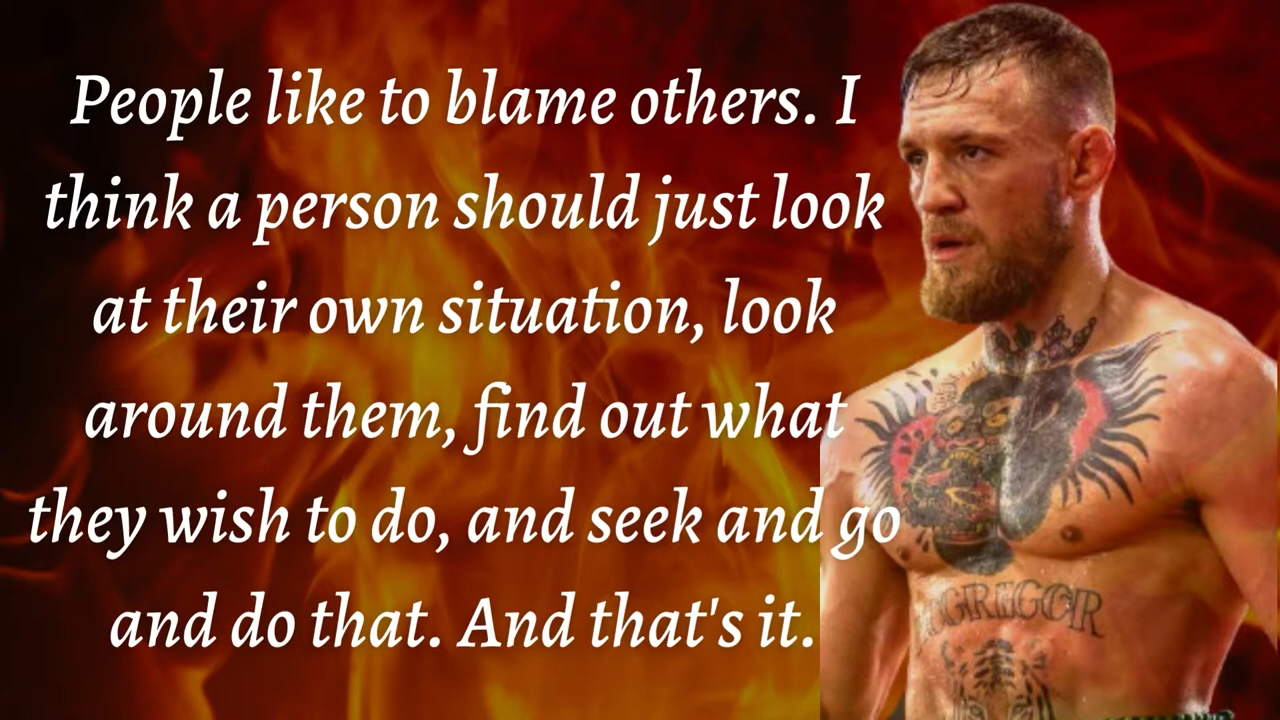 People like to blame others. I
think a person should just look
at their own situation, look
around them, find out what
they wish to do, and seek and go
and do that. And that's it.
GREGOR